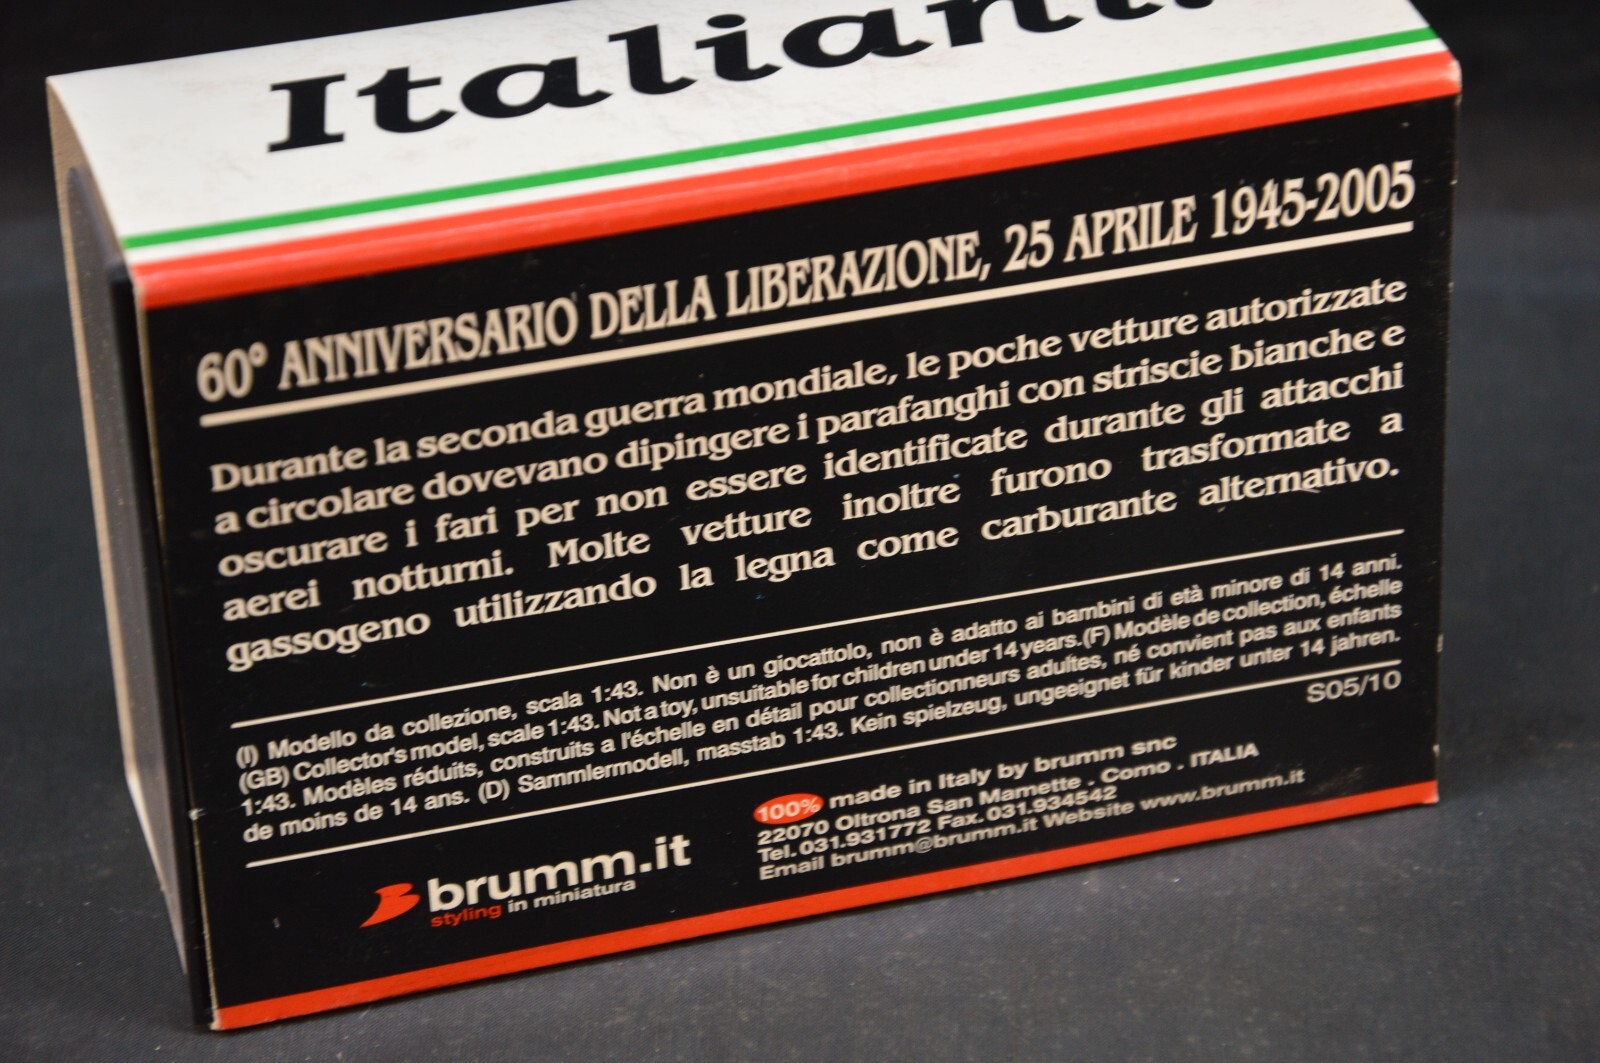 Italiani!
60° ANNIVERSARIO DELLA LIBERAZIONE, 25 APRILE 1945-2005
Durante la seconda guerra mondiale, le poche vetture autorizzate
a circolare dovevano dipingere i parafanghi con striscie bianche e
oscurare i fari per non essere identificate durante gli attacchi
aerei notturni. Molte vetture inoltre furono trasformate a
gassogeno utilizzando la legna come carburante alternativo.
(I) Modello da collezione, scala 1:43. Non è un giocattolo, non è adatto ai bambini di età minore di 14 anni.
(GB) Collector's model, scale 1:43. Not a toy, unsuitable for children under 14 years. (F) Modèle de collection, échelle
1:43. Modèles réduits, construits a l'échelle en détail pour collectionneurs adultes, né convient pas aux enfants
de moins de 14 ans. (D) Sammlermodell, masstab 1:43. Kein spielzeug, ungeeignet für kinder unter 14 jahren.
S05/10
brumm.it
styling in miniatura
100% made in Italy by brumm snc
22070 Oltrona San Mamette . Como . ITALIA
Tel. 031.931772 Fax. 031.934542
Email brumm@brumm.it Website www.brumm.it